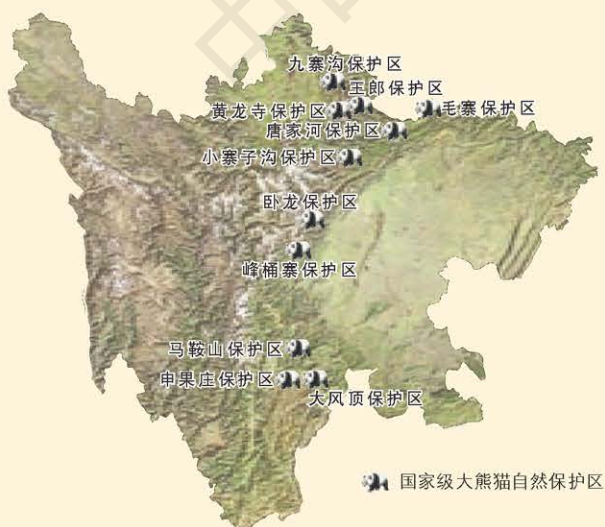 九寨沟保护区
王郎保护区
黄龙寺保护区
毛寨保护区
唐家河保护区
小寨子沟保护区
卧龙保护区
峰桶寨保护区
马鞍山保护区
申果庄保护区
大风顶保护区
国家级大熊猫自然保护区